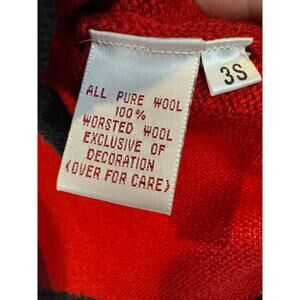 ALL PURE WOOL
100%
WORSTED WOOL
EXCLUSIVE OF
DECORATION
(OVER FOR CARE)
3S